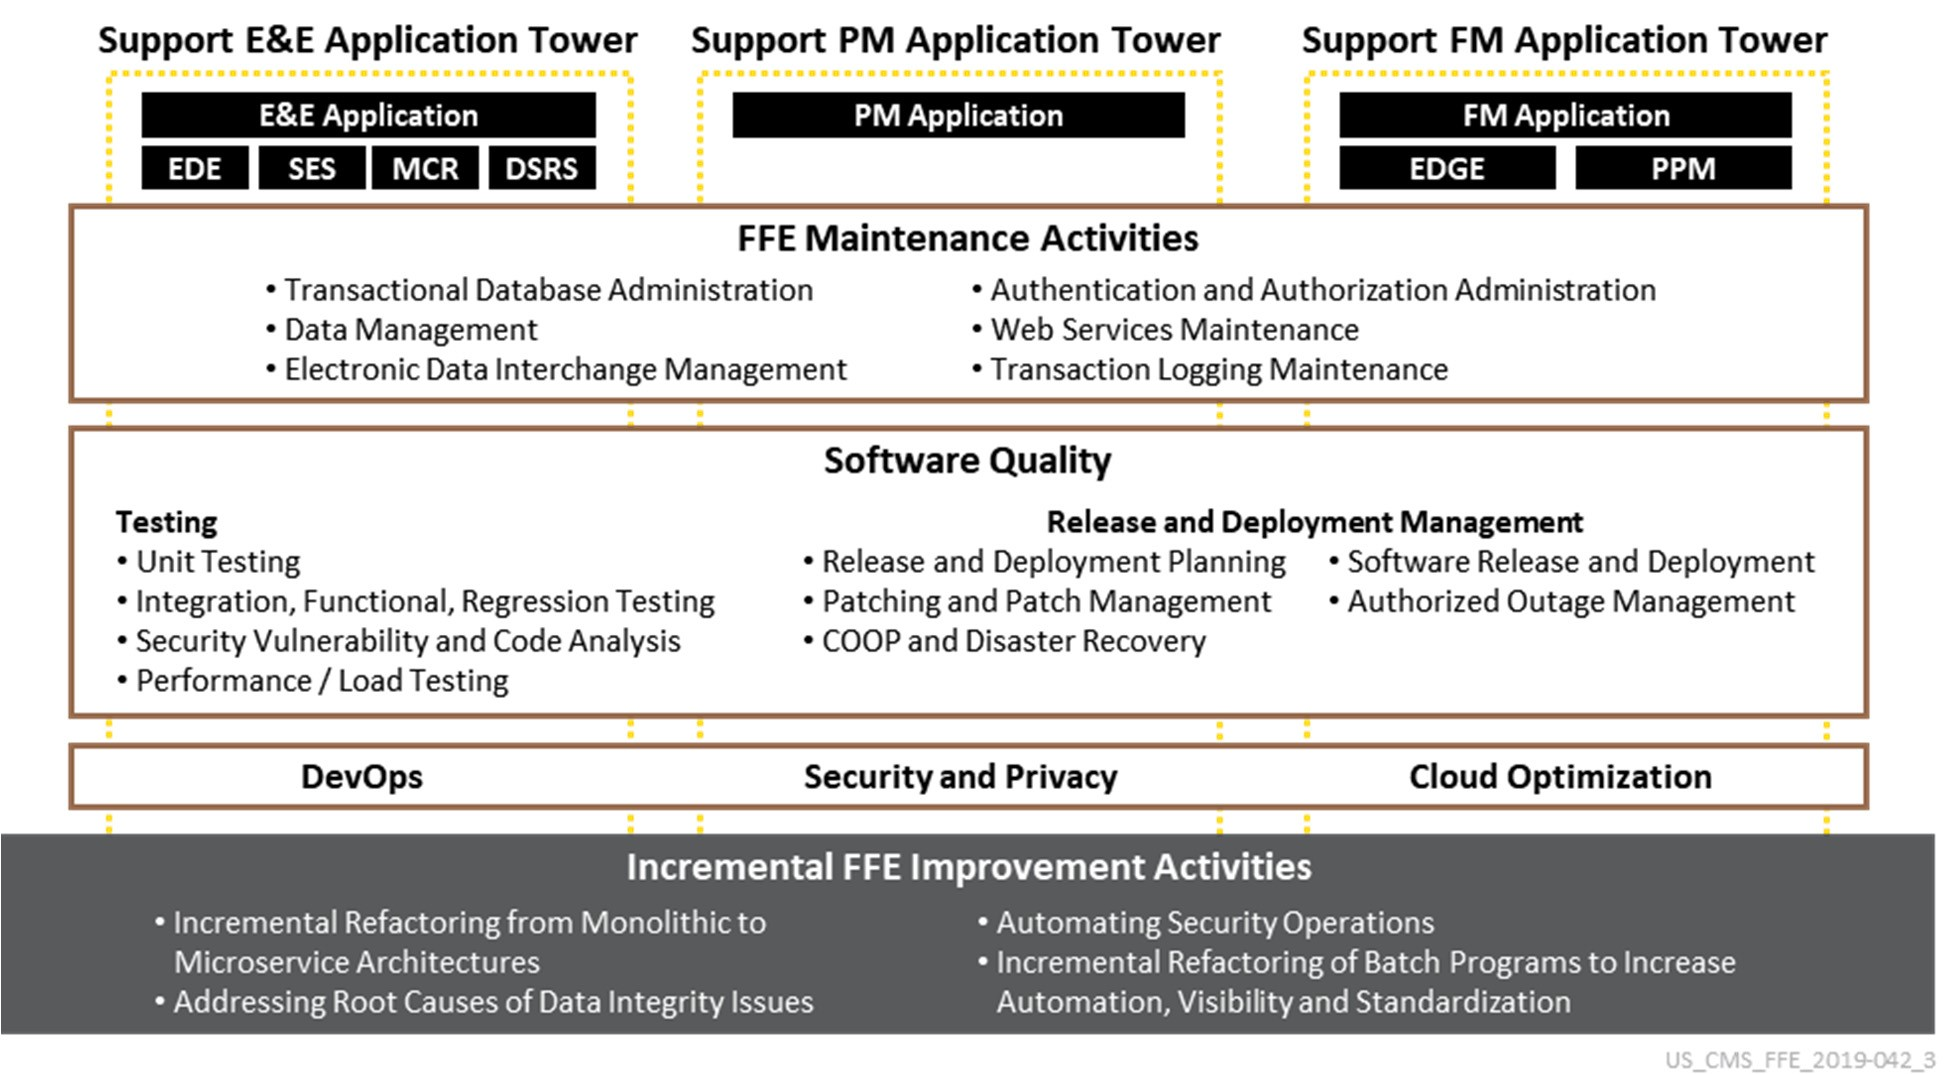 Support E&E Application Tower
Support PM Application Tower
Support FM Application Tower
E&E Application
EDE
SES
MCR
DSRS
PM Application
FM Application
EDGE
PPM
FFE Maintenance Activities
• Transactional Database Administration
• Data Management
• Electronic Data Interchange Management
• Authentication and Authorization Administration
• Web Services Maintenance
• Transaction Logging Maintenance
Software Quality
Testing
• Unit Testing
• Integration, Functional, Regression Testing
• Security Vulnerability and Code Analysis
• Performance / Load Testing
Release and Deployment Management
• Release and Deployment Planning
• Patching and Patch Management
• COOP and Disaster Recovery
• Software Release and Deployment
• Authorized Outage Management
DevOps
Security and Privacy
Cloud Optimization
Incremental FFE Improvement Activities
• Incremental Refactoring from Monolithic to
Microservice Architectures
• Addressing Root Causes of Data Integrity Issues
• Automating Security Operations
• Incremental Refactoring of Batch Programs to Increase
Automation, Visibility and Standardization
US_CMS_FFE_2019-042_3